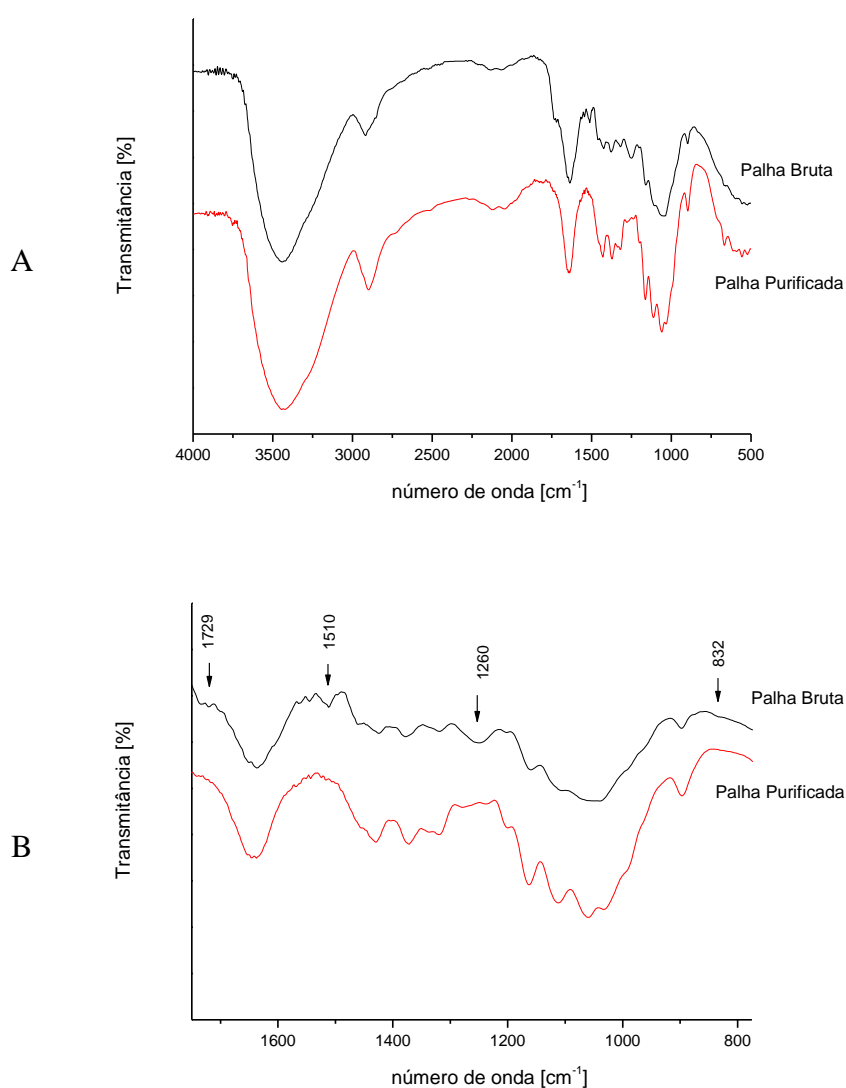 A
Transmitância [%]
Palha Bruta
Palha Purificada
4000 3500 3000 2500 2000 1500 1000 500
número de onda [cm⁻¹]
B
Transmitância [%]
1729
1510
1260
832
Palha Bruta
Palha Purificada
1600 1400 1200 1000 800
número de onda [cm⁻¹]